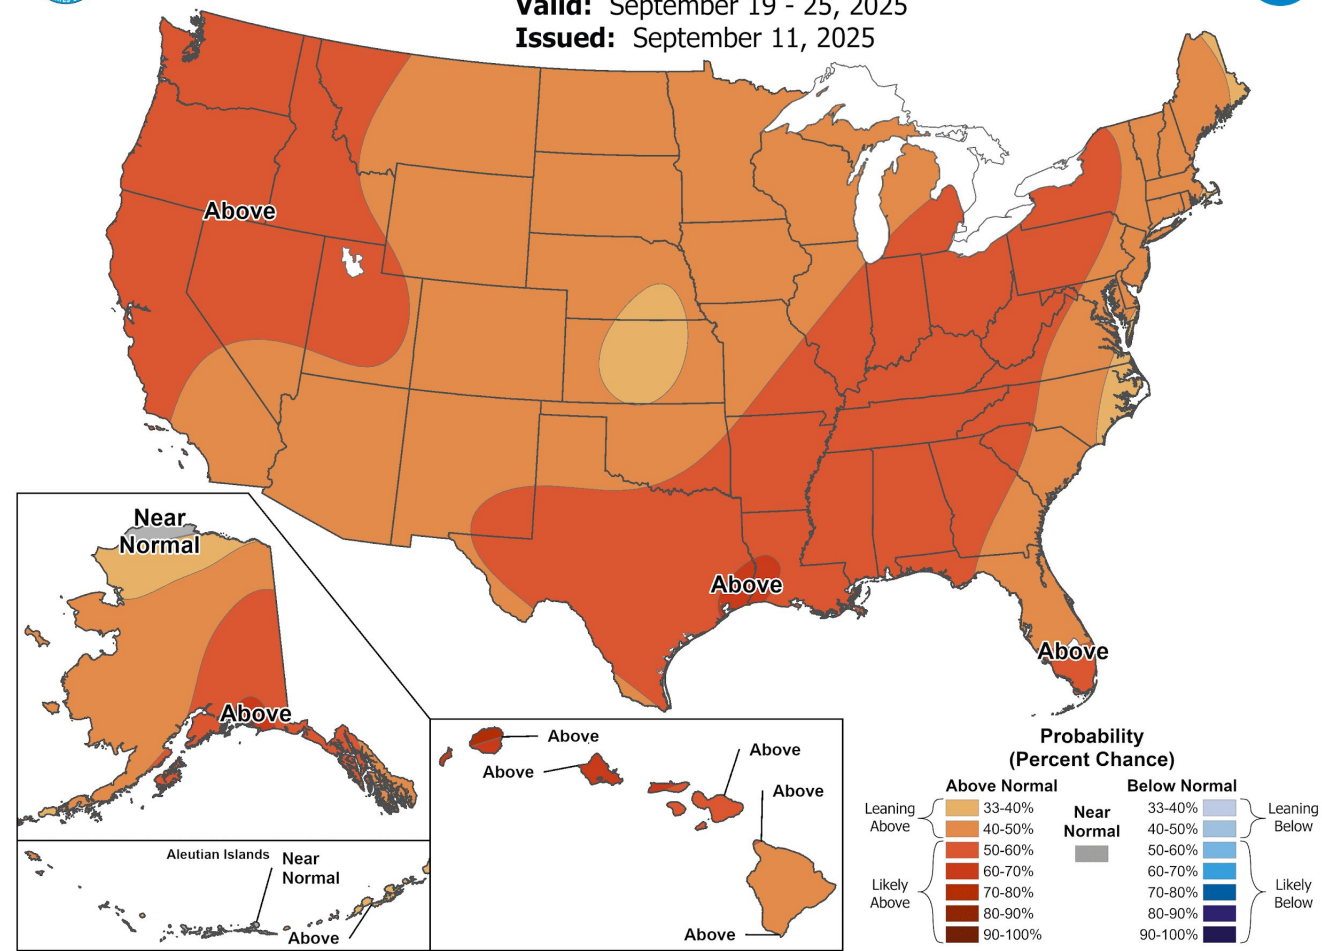 Valid: September 19 - 25, 2025
Issued: September 11, 2025
Above
Near
Normal
Above
Above
Above
Above
Above
Above
Above
Above
Aleutian Islands
Near
Normal
Above
Probability
(Percent Chance)
Above Normal
Below Normal
Leaning
Above
33-40%
40-50%
Likely
Above
50-60%
60-70%
70-80%
80-90%
90-100%
Near
Normal
33-40%
40-50%
Leaning
Below
50-60%
60-70%
70-80%
80-90%
90-100%
Likely
Below